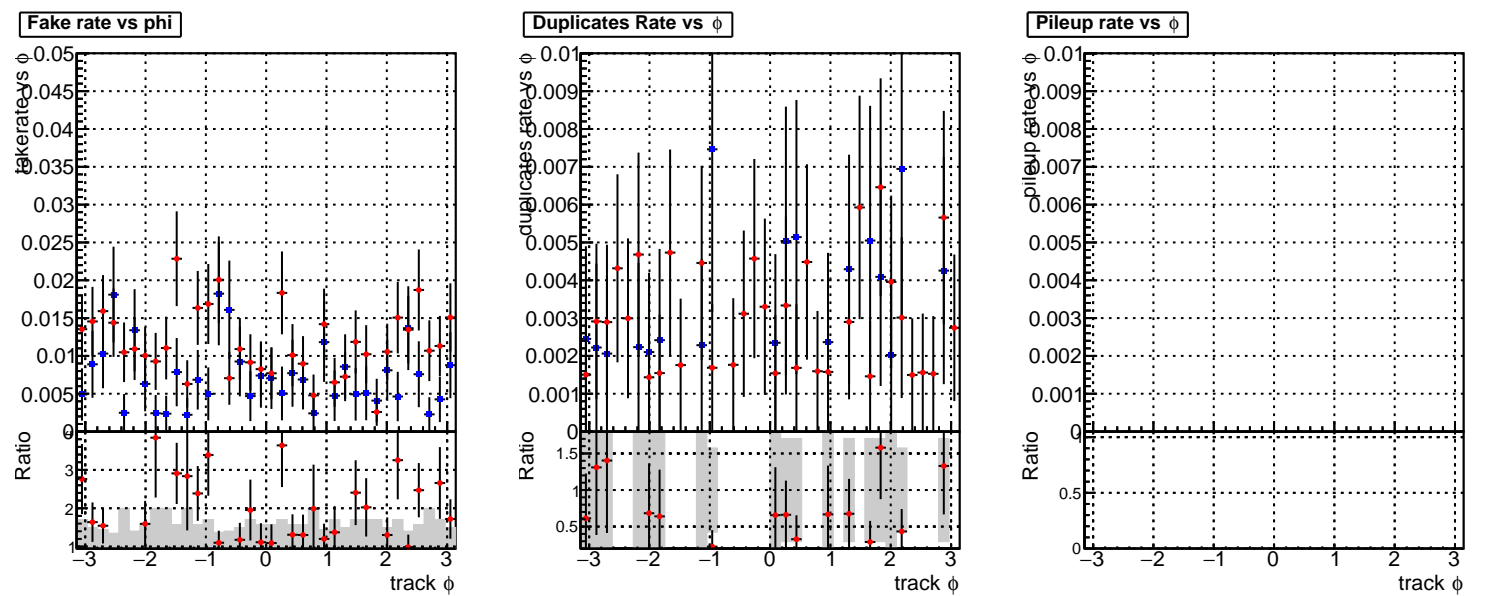 Fake rate vs phi
fakerate vs ϕ
0.05
0.045
0.04
0.035
0.03
0.025
0.02
0.015
0.01
0.005
0
Ratio
3
2
1
−3 −2 −1 0 1 2 3
track ϕ
Duplicates Rate vs ϕ
duplicates rate vs ϕ
0.01
0.009
0.008
0.007
0.006
0.005
0.004
0.003
0.002
0.001
0
Ratio
1.5
1
0.5
−3 −2 −1 0 1 2 3
track ϕ
Pileup rate vs ϕ
pileup rate vs ϕ
0.01
0.009
0.008
0.007
0.006
0.005
0.004
0.003
0.002
0.001
0
Ratio
0.5
0
−3 −2 −1 0 1 2 3
track ϕ